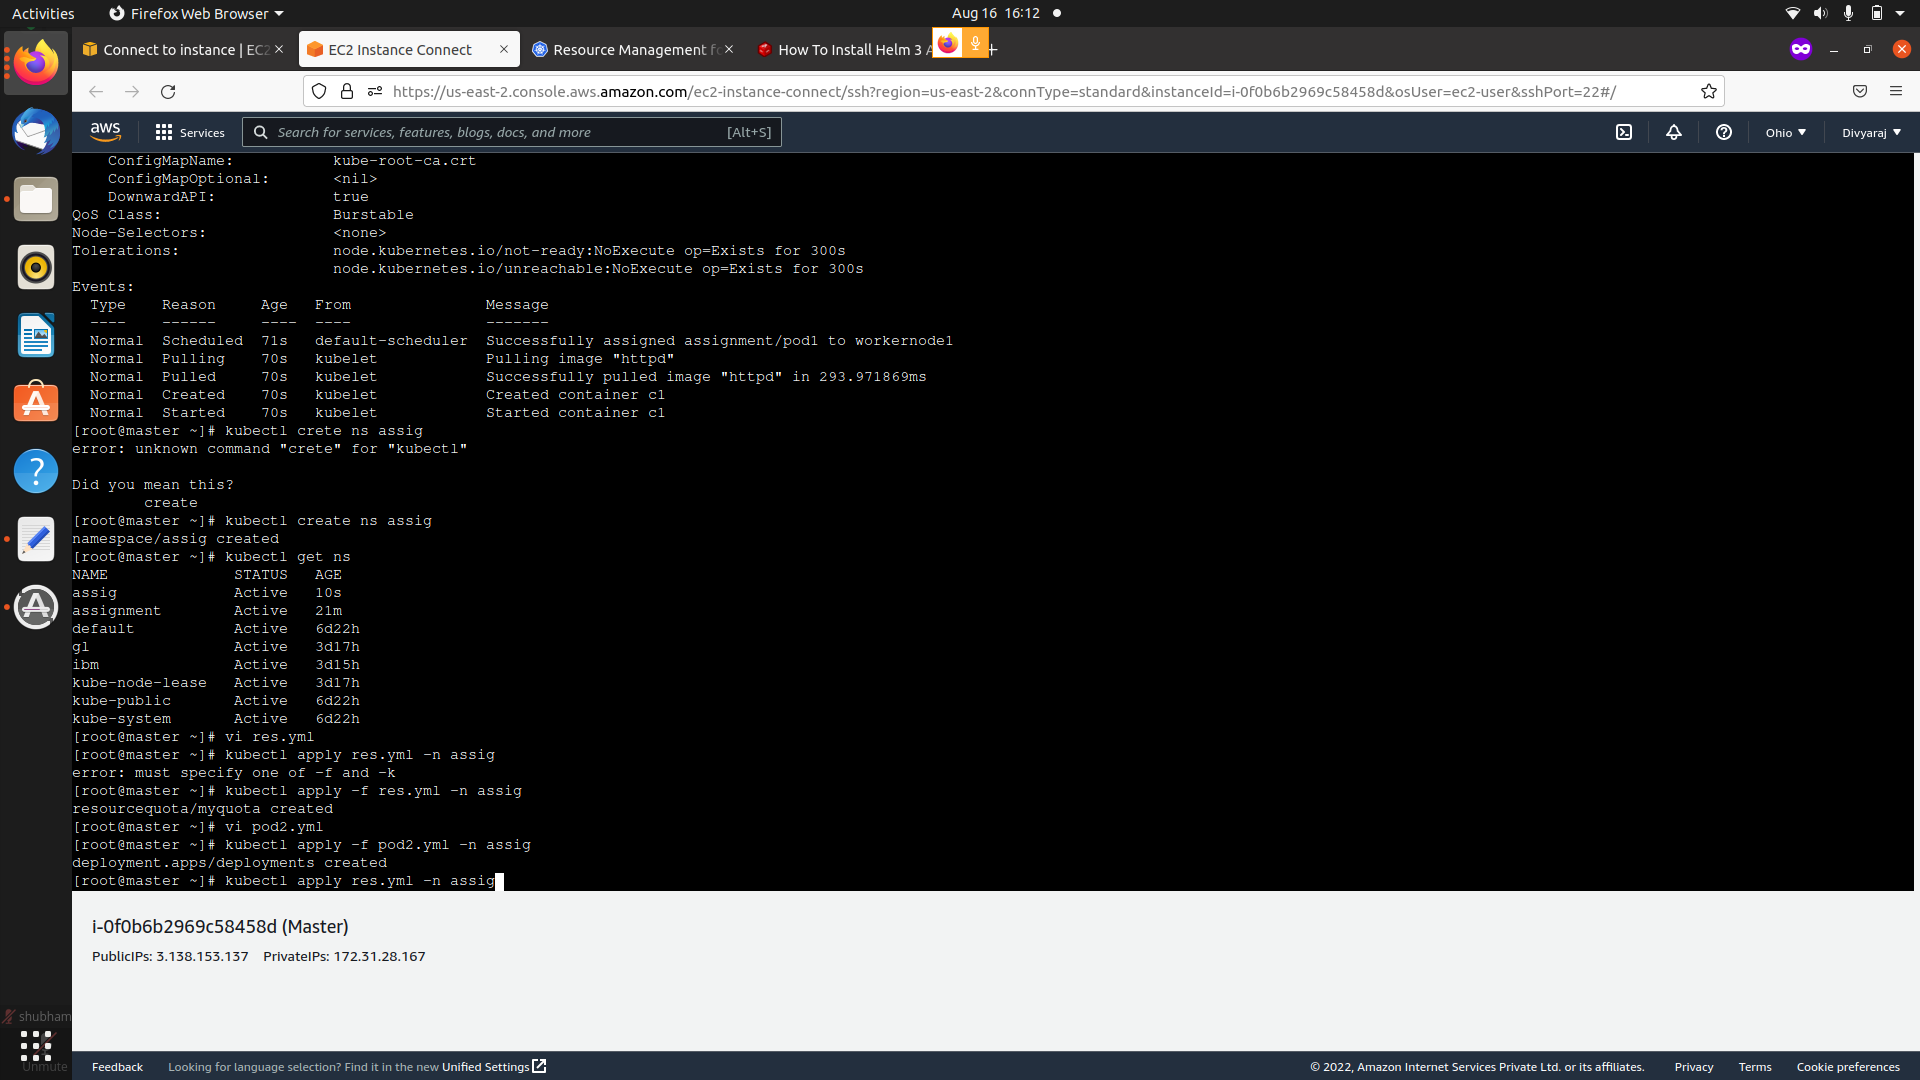 Activities
Firefox Web Browser
Aug 16 16:12
Connect to instance | EC2
EC2 Instance Connect
Resource Management fo
How To Install Helm 3 A
https://us-east-2.console.aws.amazon.com/ec2-instance-connect/ssh?region=us-east-2&connType=standard&instanceId=i-0f0b6b2969c58458d&osUser=ec2-user&sshPort=22#/
aws
Services
Search for services, features, blogs, docs, and more
[Alt+S]
Ohio
Divyaraj
ConfigMapName: kube-root-ca.crt
ConfigMapOptional: <nil>
DownwardAPI: true
QoS Class: Burstable
Node-Selectors: <none>
Tolerations: node.kubernetes.io/not-ready:NoExecute op=Exists for 300s
node.kubernetes.io/unreachable:NoExecute op=Exists for 300s
Events:
Type Reason Age From Message
---- ------ ---- ---- -------
Normal Scheduled 71s default-scheduler Successfully assigned assignment/pod1 to workernode1
Normal Pulling 70s kubelet Pulling image "httpd"
Normal Pulled 70s kubelet Successfully pulled image "httpd" in 293.971869ms
Normal Created 70s kubelet Created container c1
Normal Started 70s kubelet Started container c1
[root@master ~]# kubectl crete ns assig
error: unknown command "crete" for "kubectl"
Did you mean this?
create
[root@master ~]# kubectl create ns assig
namespace/assig created
[root@master ~]# kubectl get ns
NAME STATUS AGE
assig Active 10s
assignment Active 21m
default Active 6d22h
gl Active 3d17h
ibm Active 3d15h
kube-node-lease Active 3d17h
kube-public Active 6d22h
kube-system Active 6d22h
[root@master ~]# vi res.yml
[root@master ~]# kubectl apply res.yml -n assig
error: must specify one of -f and -k
[root@master ~]# kubectl apply -f res.yml -n assig
resourcequota/myquota created
[root@master ~]# vi pod2.yml
[root@master ~]# kubectl apply -f pod2.yml -n assig
deployment.apps/deployments created
[root@master ~]# kubectl apply res.yml -n assig
i-0f0b6b2969c58458d (Master)
PublicIPs: 3.138.153.137 PrivateIPs: 172.31.28.167
shubham
Unmute
Feedback
Looking for language selection? Find it in the new Unified Settings
© 2022, Amazon Internet Services Private Ltd. or its affiliates.
Privacy
Terms
Cookie preferences